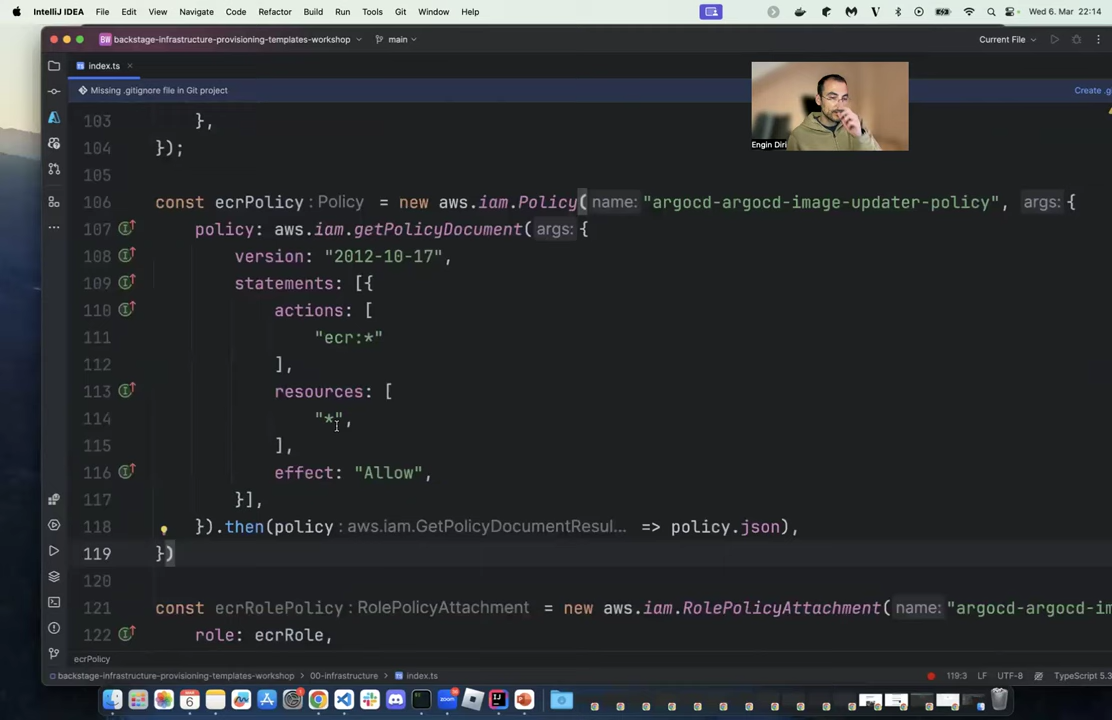 IntelliJ IDEA File Edit View Navigate Code Refactor Build Run Tools Git Window Help Wed 6. Mar 22:14
BW backstage-infrastructure-provisioning-templates-workshop main Current File
TS index.ts ×
Missing .gitignore file in Git project Create .g
Engin Diri
103 },
104 });
105
106 const ecrPolicy : Policy = new aws.iam.Policy( name: "argocd-argocd-image-updater-policy", args: {
107 policy: aws.iam.getPolicyDocument( args: {
108 version: "2012-10-17",
109 statements: [{
110 actions: [
111 "ecr:*"
112 ],
113 resources: [
114 "*",
115 ],
116 effect: "Allow",
117 }],
118 }).then(policy : aws.iam.GetPolicyDocumentResul... => policy.json),
119 })
120
121 const ecrRolePolicy : RolePolicyAttachment = new aws.iam.RolePolicyAttachment( name: "argocd-argocd-im
122 role: ecrRole,
ecrPolicy
backstage-infrastructure-provisioning-templates-workshop > 00-infrastructure > TS index.ts 119:3 LF UTF-8 TypeScript 5.3